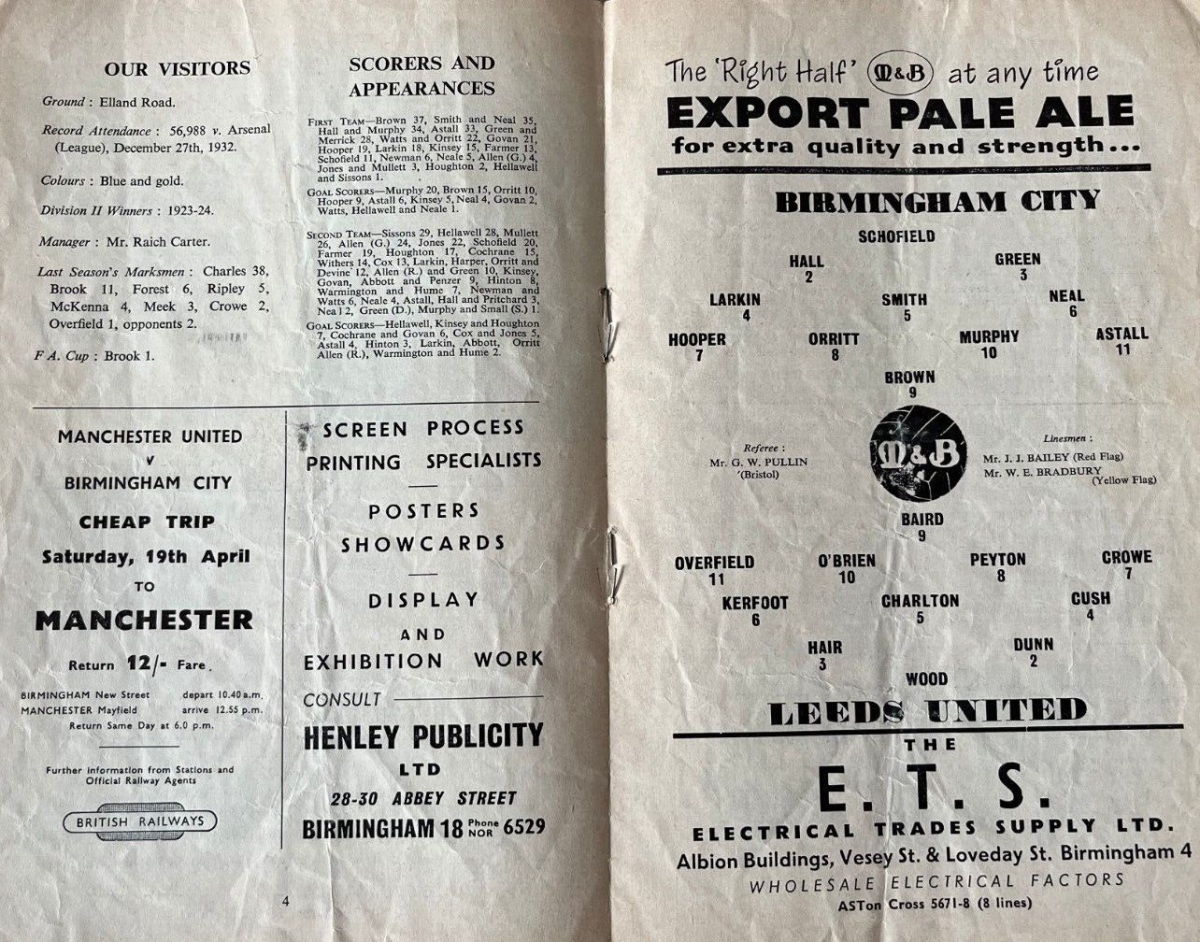 OUR VISITORS
Ground : Elland Road.
Record Attendance : 56,988 v. Arsenal
(League), December 27th, 1932.
Colours : Blue and gold.
Division II Winners : 1923-24.
Manager : Mr. Raich Carter.
Last Season's Marksmen : Charles 38,
Brook 11, Forest 6, Ripley 5,
McKenna 4, Meek 3, Crowe 2,
Overfield 1, opponents 2.
F A. Cup : Brook 1.
SCORERS AND
APPEARANCES
FIRST TEAM—Brown 37, Smith and Neal 35,
Hall and Murphy 34, Astall 33, Green and
Merrick 28, Watts and Orritt 22, Govan 21,
Hooper 19, Larkin 18, Kinsey 15, Farmer 13,
Schofield 11, Newman 6, Neale 5, Allen (G.) 4,
Jones and Mullett 3, Houghton 2, Hellawell
and Sissons 1.
GOAL SCORERS—Murphy 20, Brown 15, Orritt 10,
Hooper 9, Astall 6, Kinsey 5, Neal 4, Govan 2,
Watts, Hellawell and Neale 1.
SECOND TEAM—Sissons 29, Hellawell 28, Mullett
26, Allen (G.) 24, Jones 22, Schofield 20,
Farmer 19, Houghton 17, Cochrane 15,
Withers 14, Cox 13, Larkin, Harper, Orritt and
Devine 12, Allen (R.) and Green 10, Kinsey,
Govan, Abbott and Penzer 9, Hinton 8,
Warmington and Hume 7, Newman and
Watts 6, Neale 4, Astall, Hall and Pritchard 3,
Neal 2, Green (D.), Murphy and Small (S.) 1.
GOAL SCORERS—Hellawell, Kinsey and Houghton
7, Cochrane and Govan 6, Cox and Jones 5,
Astall 4, Hinton 3, Larkin, Abbott, Orritt
Allen (R.), Warmington and Hume 2.
MANCHESTER UNITED
v
BIRMINGHAM CITY
CHEAP TRIP
Saturday, 19th April
TO
MANCHESTER
Return 12/- Fare.
BIRMINGHAM New Street depart 10.40 a.m.
MANCHESTER Mayfield arrive 12.55 p.m.
Return Same Day at 6.0 p.m.
Further information from Stations and
Official Railway Agents
BRITISH RAILWAYS
SCREEN PROCESS
PRINTING SPECIALISTS
POSTERS
SHOWCARDS
DISPLAY
AND
EXHIBITION WORK
CONSULT
HENLEY PUBLICITY
LTD
28-30 ABBEY STREET
BIRMINGHAM 18 Phone NOR 6529
4
The 'Right Half' M&B at any time
EXPORT PALE ALE
for extra quality and strength...
BIRMINGHAM CITY
SCHOFIELD
HALL GREEN
2 3
LARKIN SMITH NEAL
4 5 6
HOOPER ORRITT MURPHY ASTALL
7 8 10 11
BROWN
9
Referee :
Mr. G. W. PULLIN
(Bristol)
M&B
Linesmen :
Mr. J. J. BAILEY (Red Flag)
Mr. W. E. BRADBURY
(Yellow Flag)
BAIRD
9
OVERFIELD O'BRIEN PEYTON CROWE
11 10 8 7
KERFOOT CHARLTON CUSH
6 5 4
HAIR DUNN
3 2
WOOD
LEEDS UNITED
THE
E. T. S.
ELECTRICAL TRADES SUPPLY LTD.
Albion Buildings, Vesey St. & Loveday St. Birmingham 4
WHOLESALE ELECTRICAL FACTORS
ASTon Cross 5671-8 (8 lines)